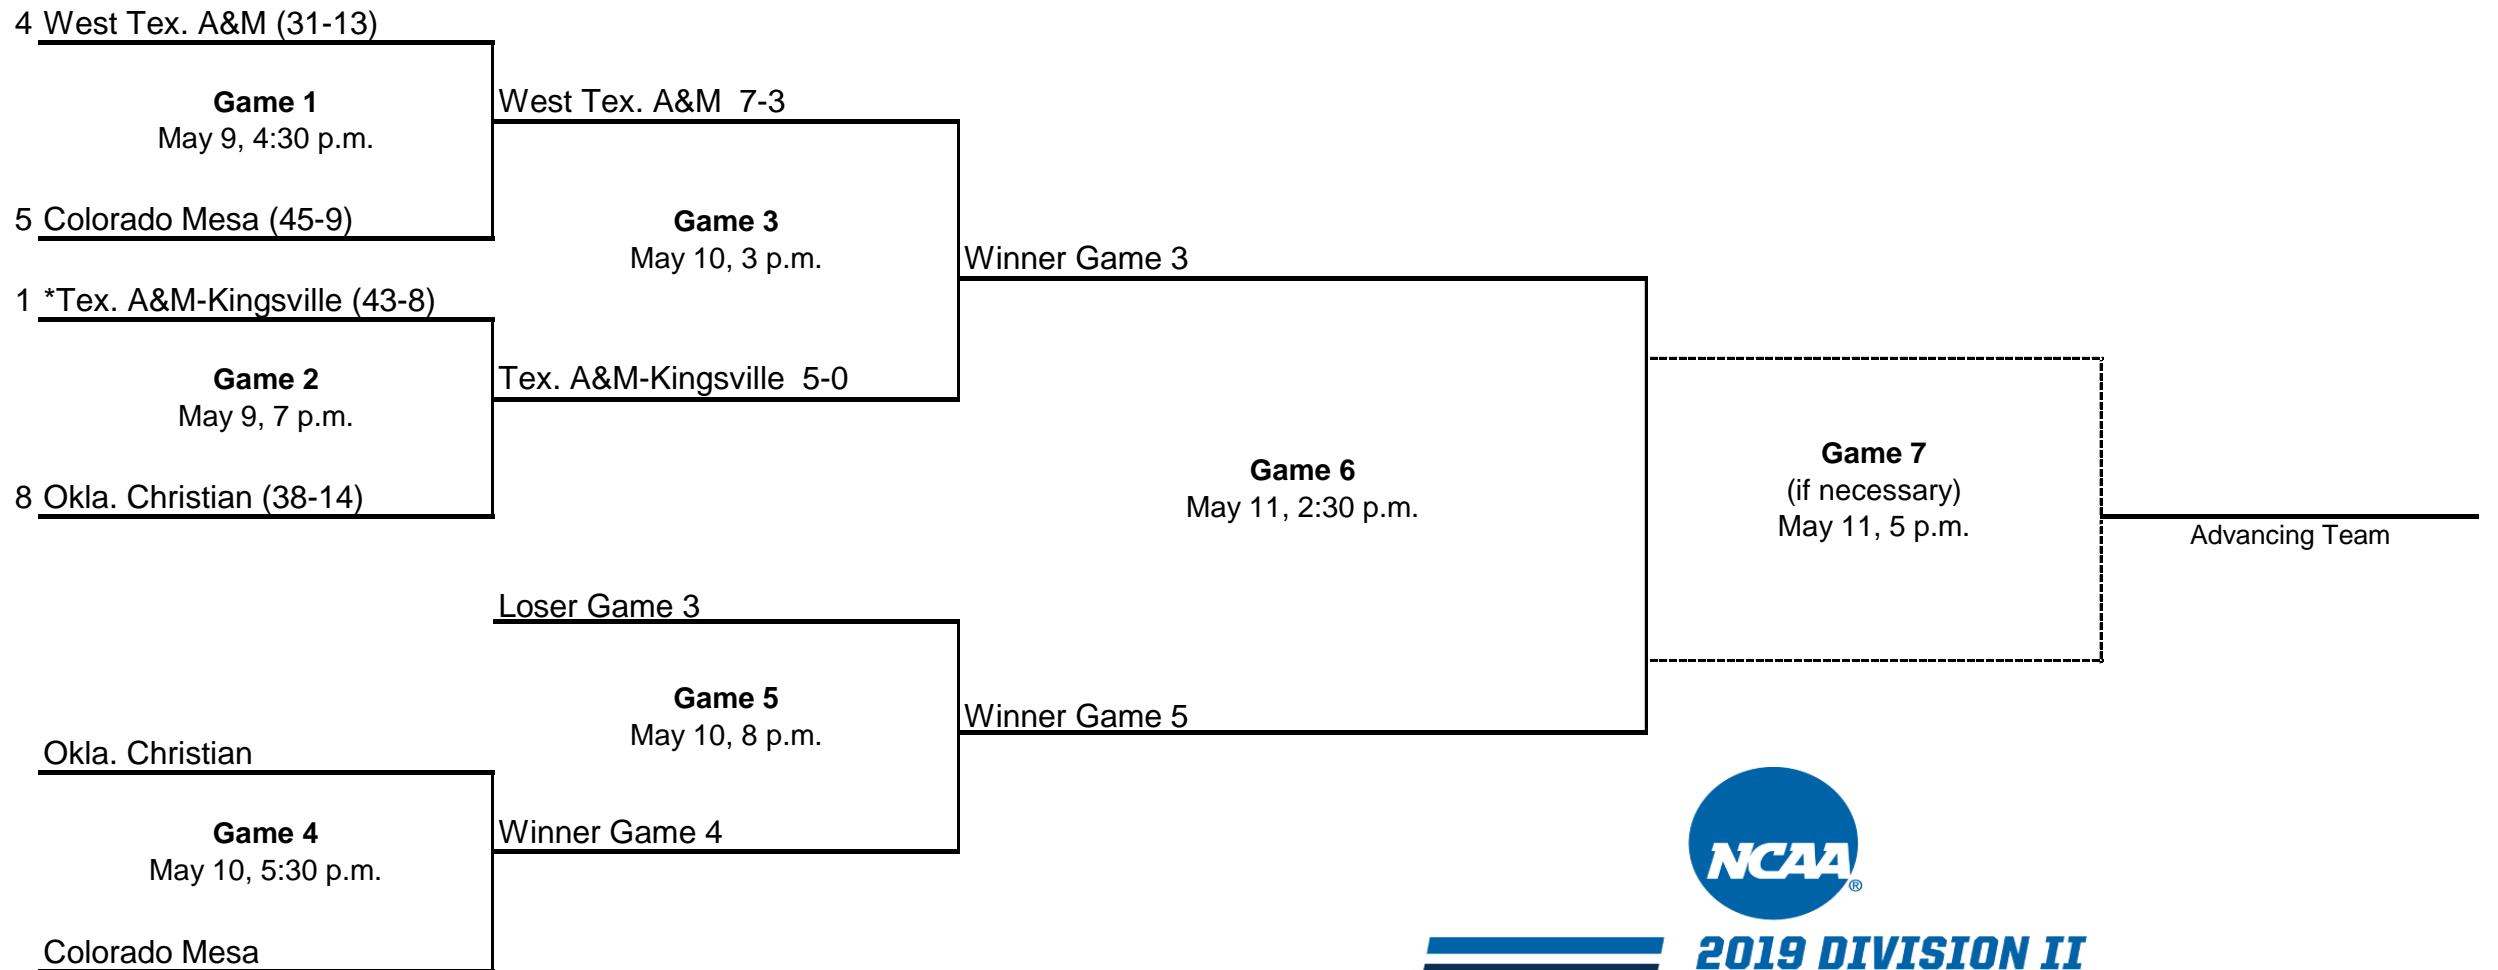 4 West Tex. A&M (31-13)
Game 1
May 9, 4:30 p.m.
5 Colorado Mesa (45-9)
West Tex. A&M 7-3
Game 3
May 10, 3 p.m.
1 *Tex. A&M-Kingsville (43-8)
Game 2
May 9, 7 p.m.
8 Okla. Christian (38-14)
Tex. A&M-Kingsville 5-0
Winner Game 3
Game 6
May 11, 2:30 p.m.
Game 7
(if necessary)
May 11, 5 p.m.
Advancing Team
Loser Game 3
Game 5
May 10, 8 p.m.
Winner Game 5
Okla. Christian
Game 4
May 10, 5:30 p.m.
Colorado Mesa
Winner Game 4
NCAA®
2019 DIVISION II